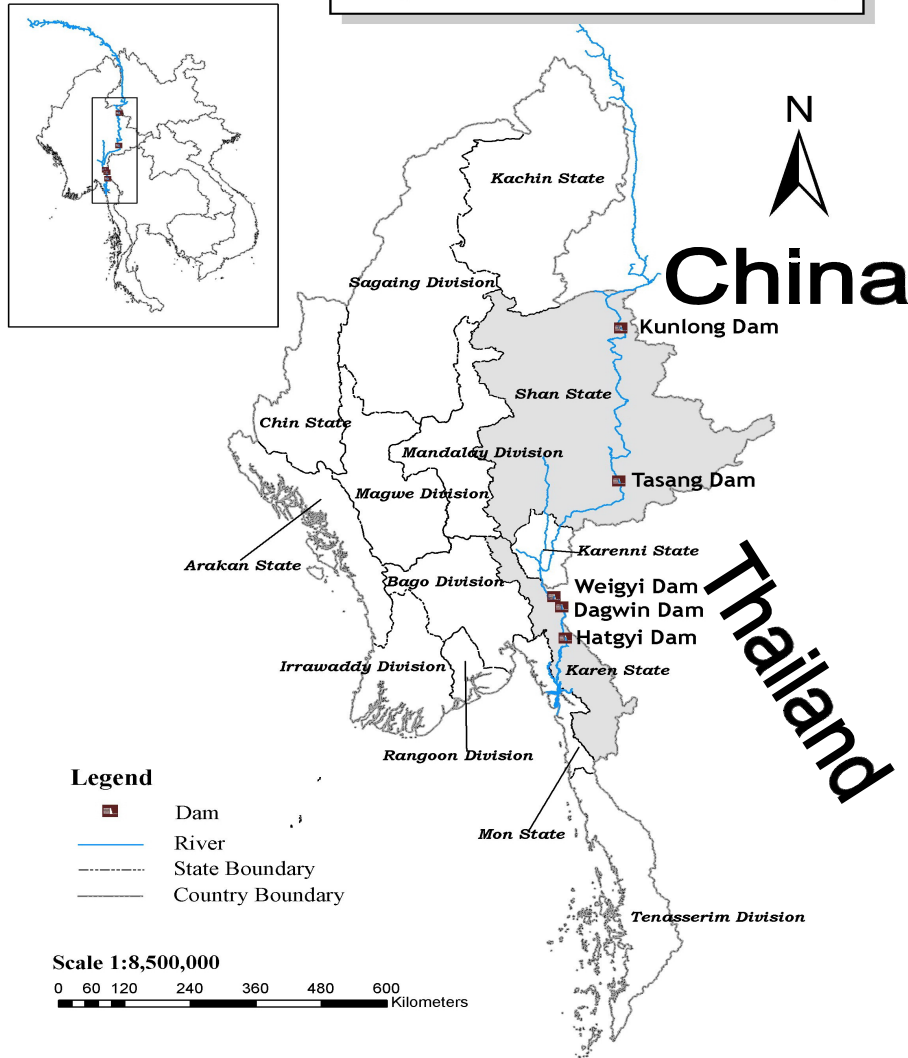 N
Kachin State
China
Sagaing Division
Kunlong Dam
Shan State
Chin State
Mandalay Division
Tasang Dam
Magwe Division
Karenni State
Arakan State
Bago Division
Weigyi Dam
Dagwin Dam
Thailand
Hatgyi Dam
Irrawaddy Division
Karen State
Rangoon Division
Mon State
Tenasserim Division
Legend
Dam
River
State Boundary
Country Boundary
Scale 1:8,500,000
0 60 120 240 360 480 600
Kilometers